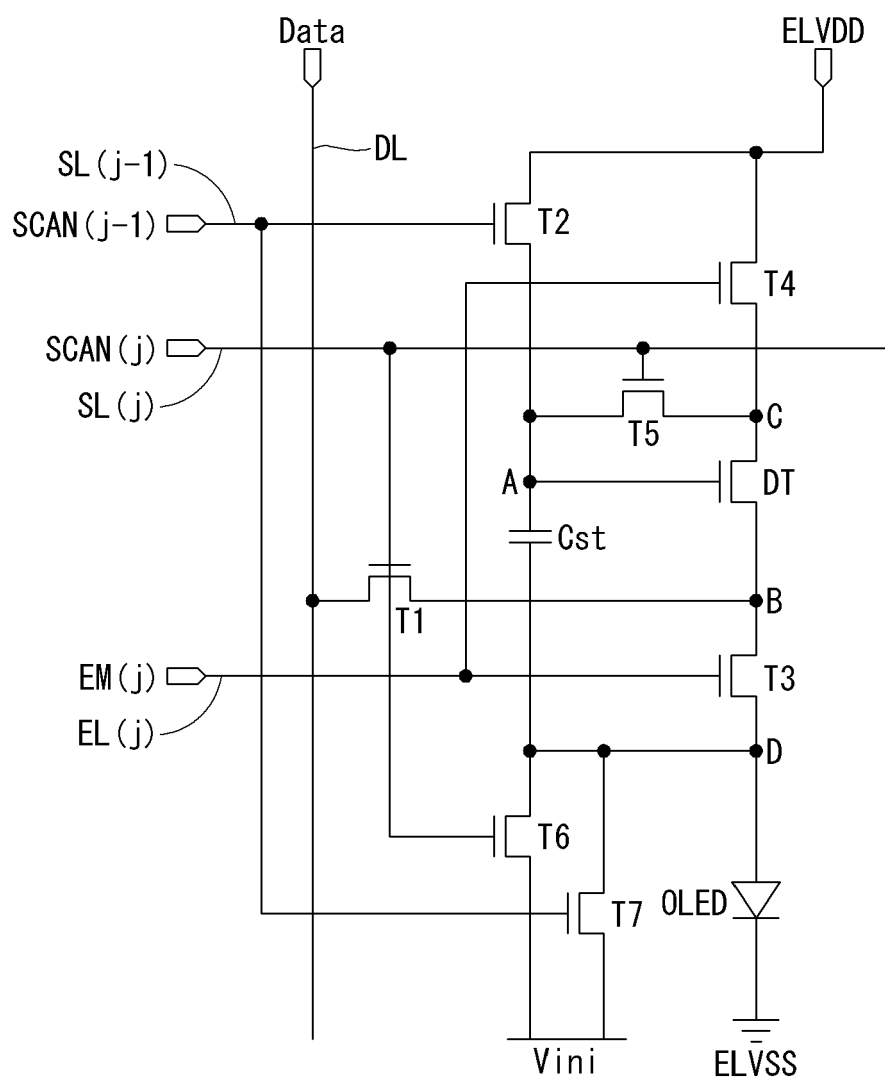 Data
ELVDD
DL
SL(j-1)
SCAN(j-1)
T2
T4
SCAN(j)
SL(j)
T5
C
A
DT
Cst
T1
B
EM(j)
T3
EL(j)
D
T6
OLED
T7
Vini
ELVSS